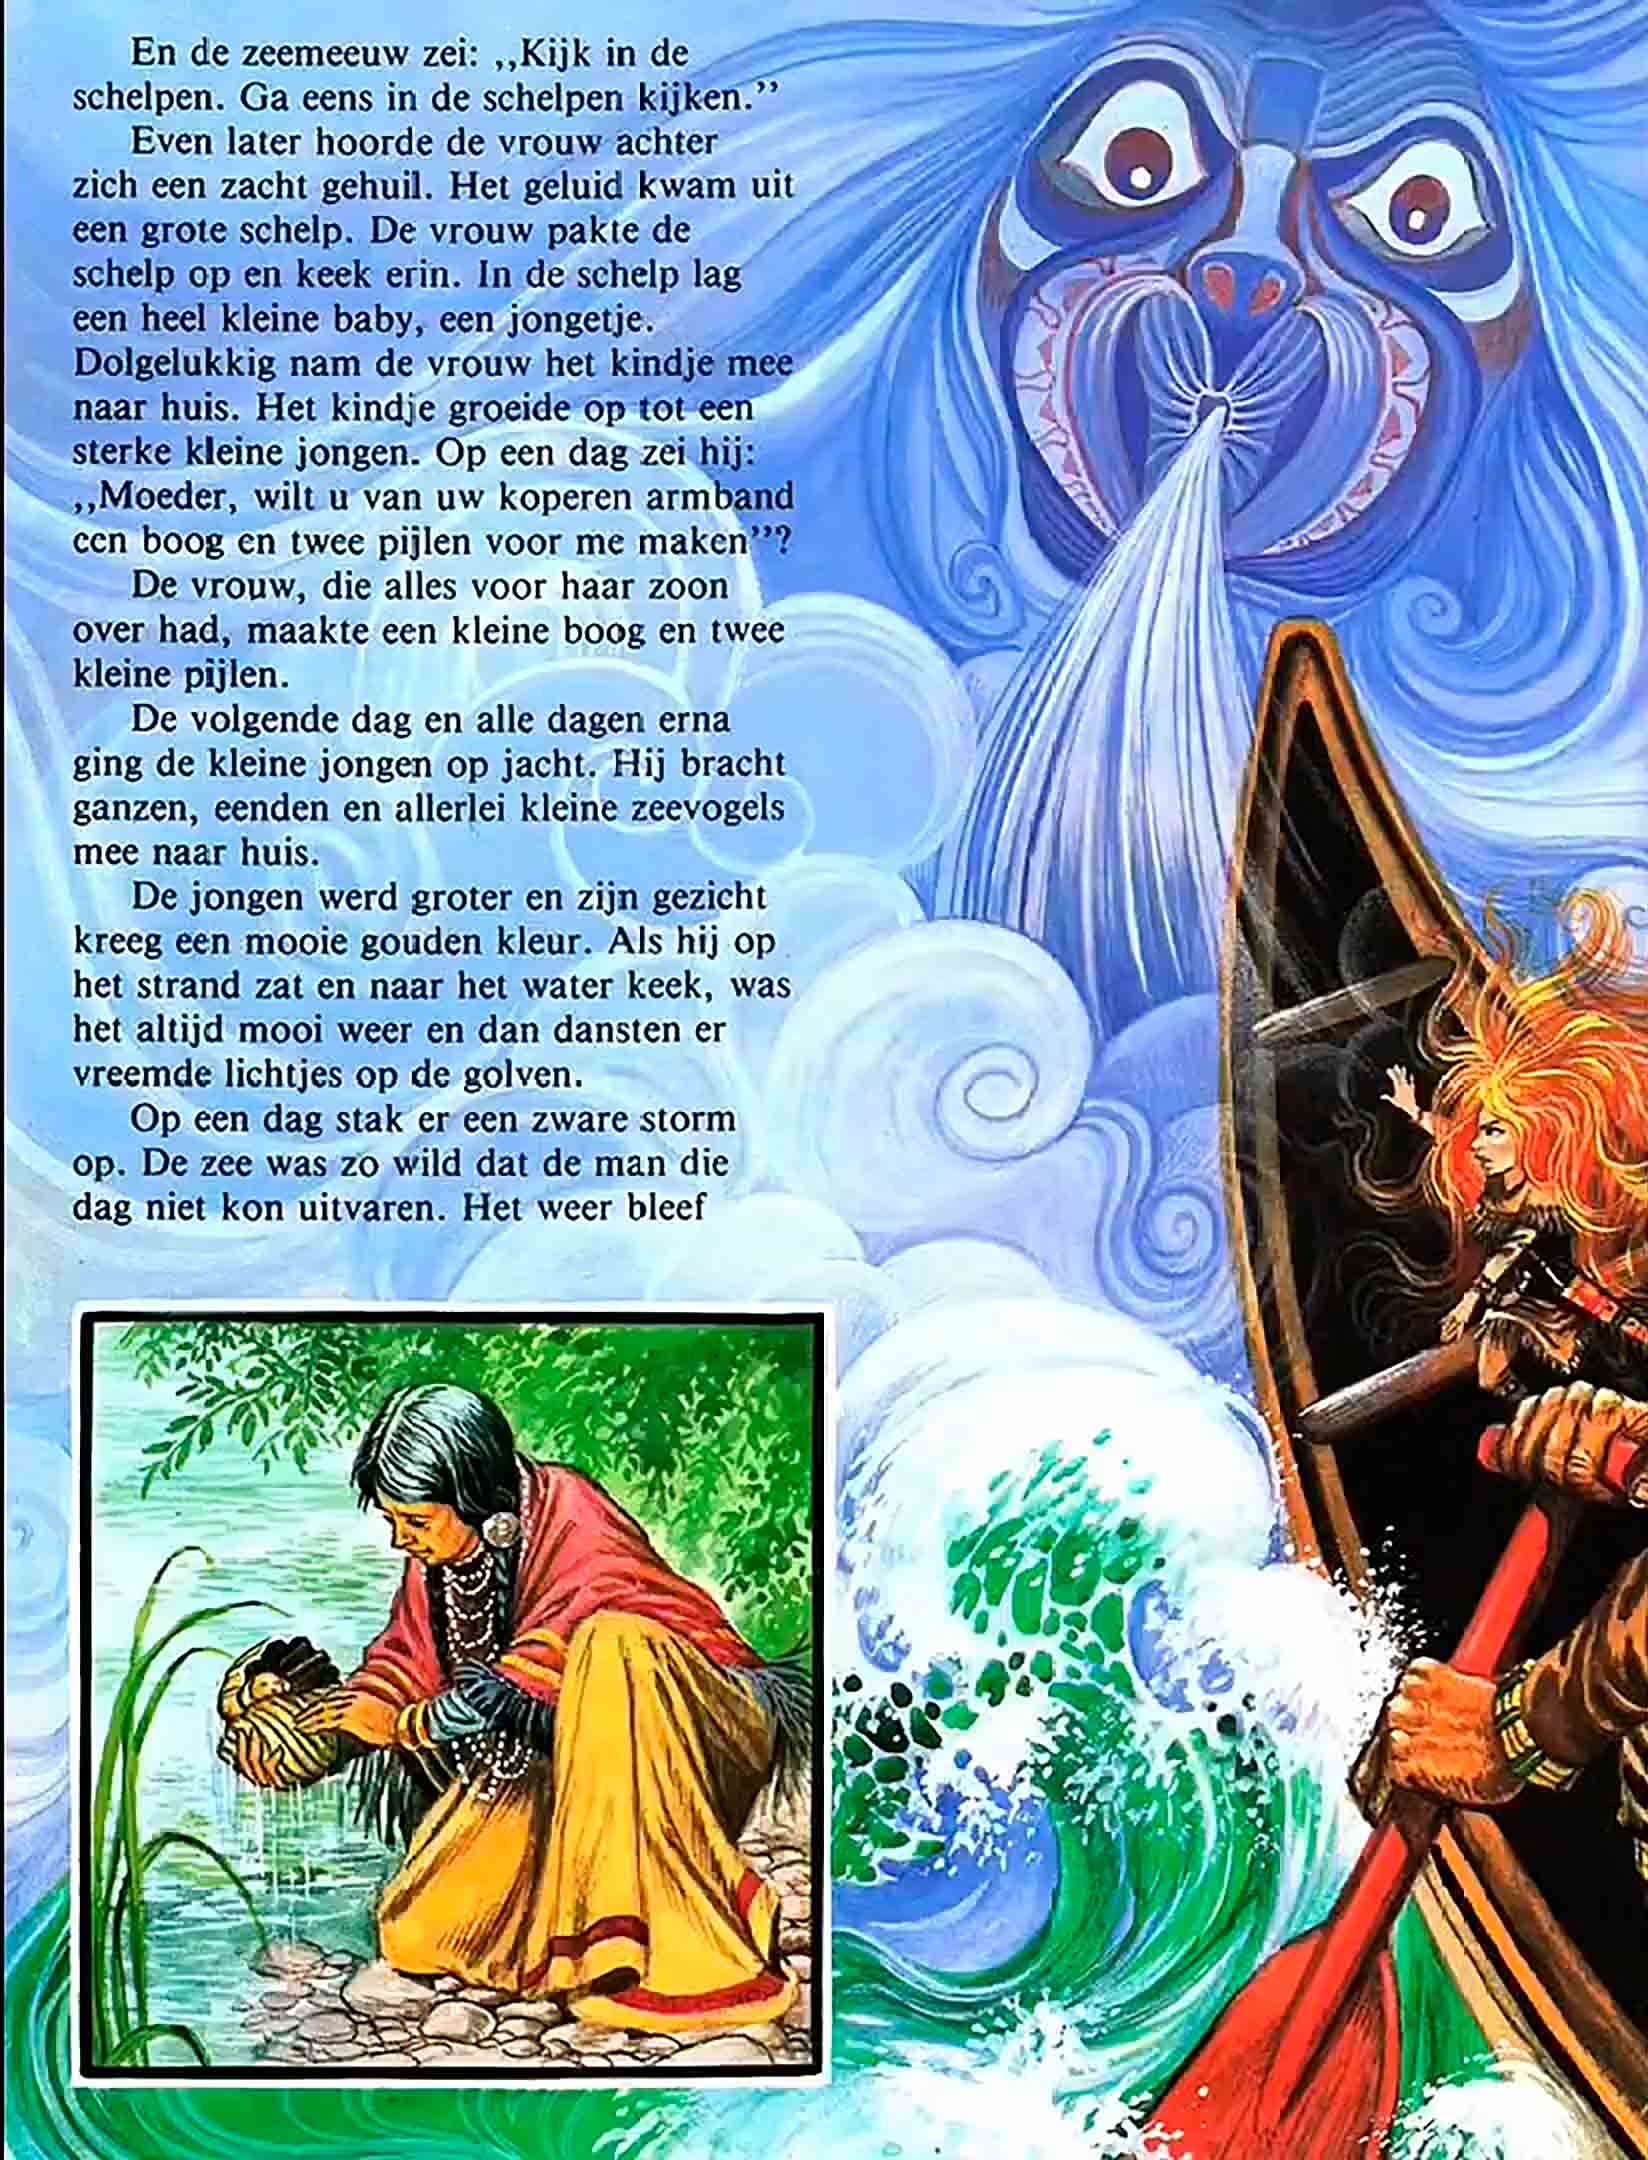 En de zeemeeuw zei: ,,Kijk in de
schelpen. Ga eens in de schelpen kijken.’’
Even later hoorde de vrouw achter
zich een zacht gehuil. Het geluid kwam uit
een grote schelp. De vrouw pakte de
schelp op en keek erin. In de schelp lag
een heel kleine baby, een jongetje.
Dolgelukkig nam de vrouw het kindje mee
naar huis. Het kindje groeide op tot een
sterke kleine jongen. Op een dag zei hij:
,,Moeder, wilt u van uw koperen armband
een boog en twee pijlen voor me maken’’?
De vrouw, die alles voor haar zoon
over had, maakte een kleine boog en twee
kleine pijlen.
De volgende dag en alle dagen erna
ging de kleine jongen op jacht. Hij bracht
ganzen, eenden en allerlei kleine zeevogels
mee naar huis.
De jongen werd groter en zijn gezicht
kreeg een mooie gouden kleur. Als hij op
het strand zat en naar het water keek, was
het altijd mooi weer en dan dansten er
vreemde lichtjes op de golven.
Op een dag stak er een zware storm
op. De zee was zo wild dat de man die
dag niet kon uitvaren. Het weer bleef